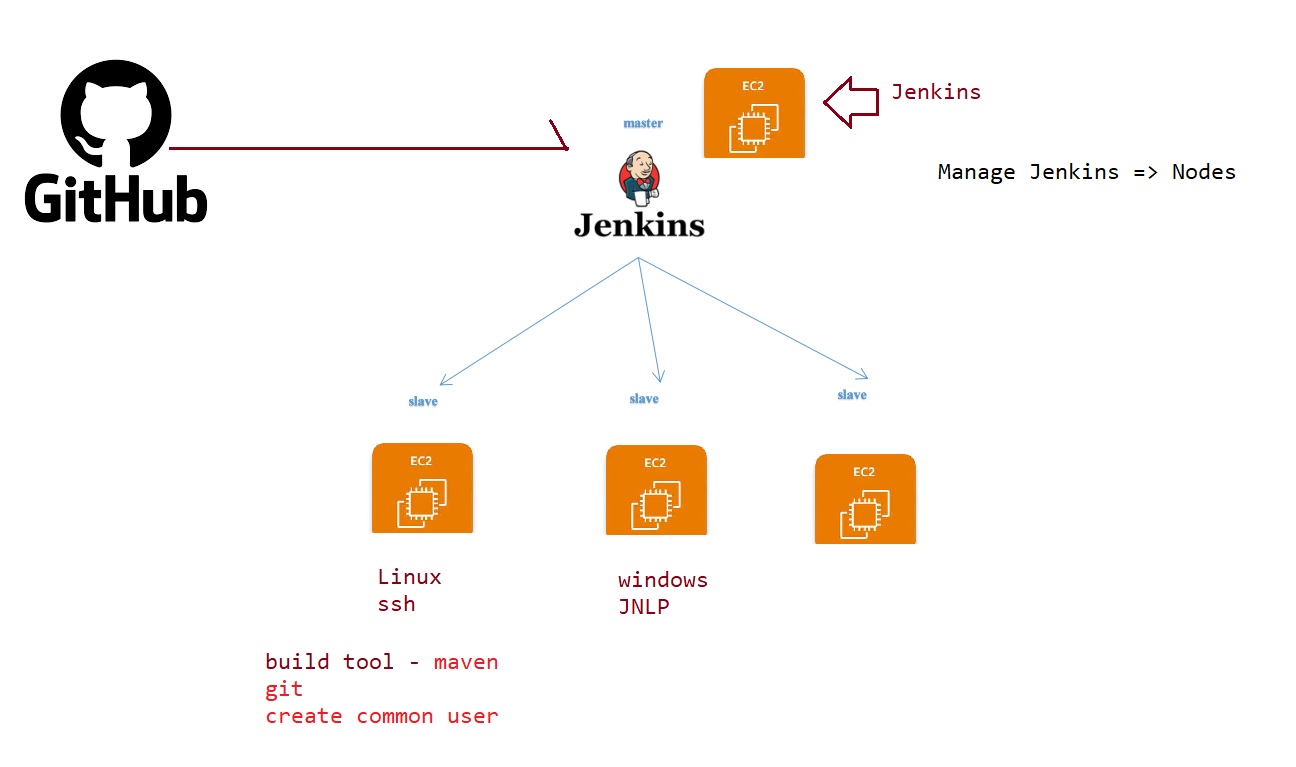 EC2
Jenkins
master
Manage Jenkins => Nodes
GitHub
Jenkins
slave
slave
slave
EC2
EC2
EC2
Linux
ssh
windows
JNLP
build tool - maven
git
create common user